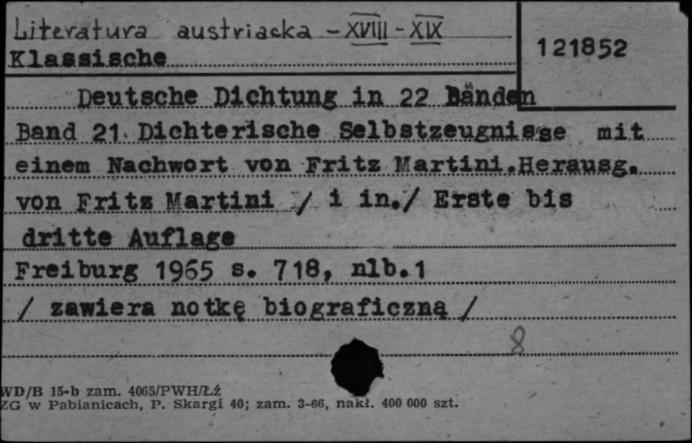 Literatura austriacka - XVIII - XIX
121852
Klassische
Deutsche Dichtung in 22 Bänden
Band 21. Dichterische Selbstzeugnisse mit
einem Nachwort von Fritz Martini.Herausg.
von Fritz Martini / i in./ Erste bis
dritte Auflage
Freiburg 1965 s. 718, nlb.1
/ zawiera notkę biograficzną /
8
WD/B 15-b zam. 4065/PWH/Łź
ZG w Pabianicach, P. Skargi 40; zam. 3-66, nakł. 400 000 szt.